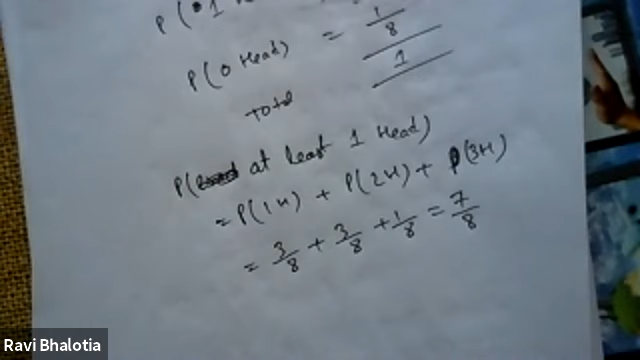 P(1
P(0 Head) = 1/8
Total 1
P( at least 1 Head)
= P(1H) + P(2H) + P(3H)
= 3/8 + 3/8 + 1/8 = 7/8
Ravi Bhalotia